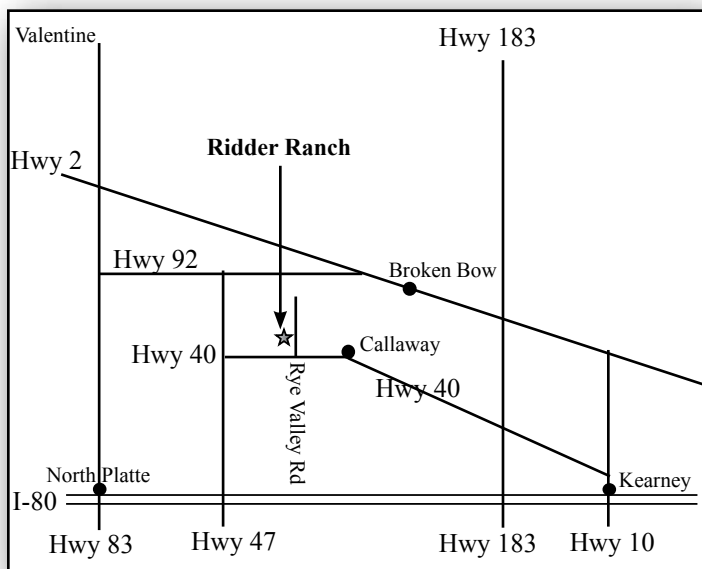 Valentine
Hwy 183
Ridder Ranch
Hwy 2
Hwy 92
Broken Bow
Hwy 40
Callaway
Hwy 40
Rye Valley Rd
North Platte
Kearney
I-80
Hwy 83
Hwy 47
Hwy 183
Hwy 10